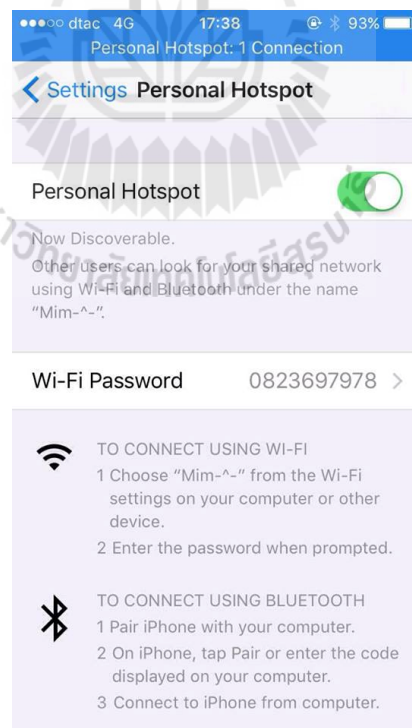 dtac 4G 17:38 93%
Personal Hotspot: 1 Connection
Settings Personal Hotspot
Personal Hotspot
Now Discoverable.
Other users can look for your shared network
using Wi-Fi and Bluetooth under the name
“Mim-^-”.
Wi-Fi Password 0823697978
TO CONNECT USING WI-FI
1 Choose “Mim-^-” from the Wi-Fi
settings on your computer or other
device.
2 Enter the password when prompted.
TO CONNECT USING BLUETOOTH
1 Pair iPhone with your computer.
2 On iPhone, tap Pair or enter the code
displayed on your computer.
3 Connect to iPhone from computer.